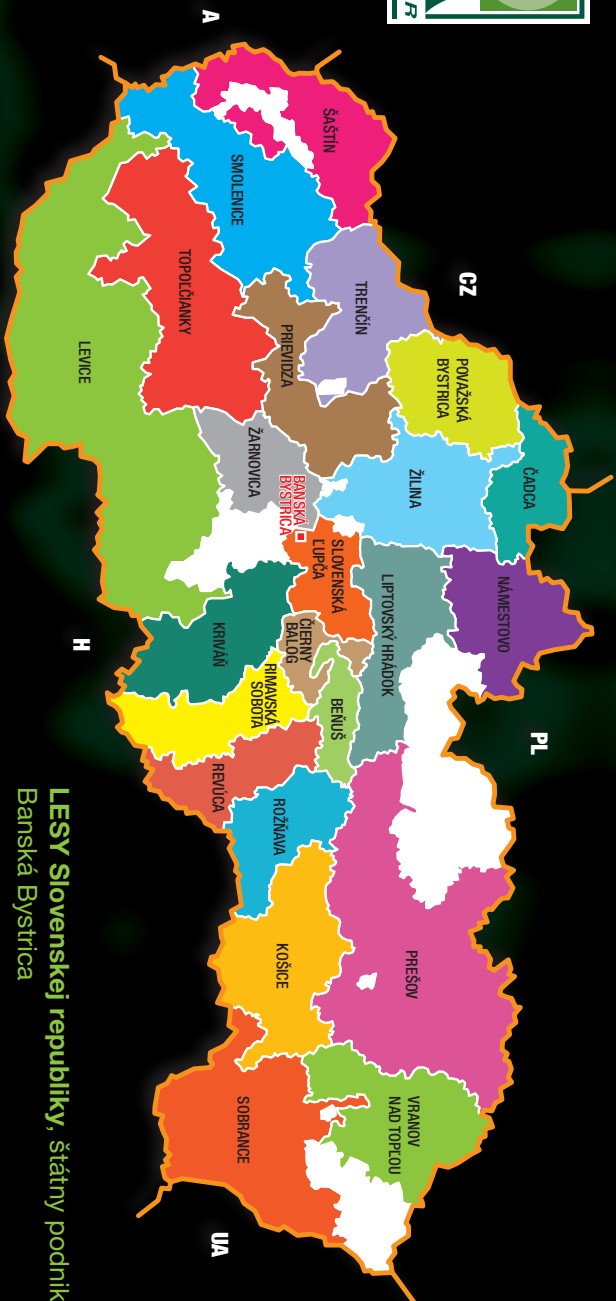 R
A
CZ
PL
H
UA
ŠAŠTÍN
SMOLENICE
TRENČÍN
TOPOĽČIANKY
LEVICE
PRIEVIDZA
POVAŽSKÁ
BYSTRICA
ČADCA
ŽILINA
ŽARNOVICA
BANSKÁ
BYSTRICA
SLOVENSKÁ
ĽUPČA
NÁMESTOVO
LIPTOVSKÝ HRÁDOK
ČIERNY
BALOG
KRIVÁŇ
BEŇUŠ
RIMAVSKÁ
SOBOTA
REVÚCA
ROŽŇAVA
PREŠOV
KOŠICE
VRANOV
NAD TOPĽOU
SOBRANCE
LESY Slovenskej republiky, štátny podnik
Banská Bystrica